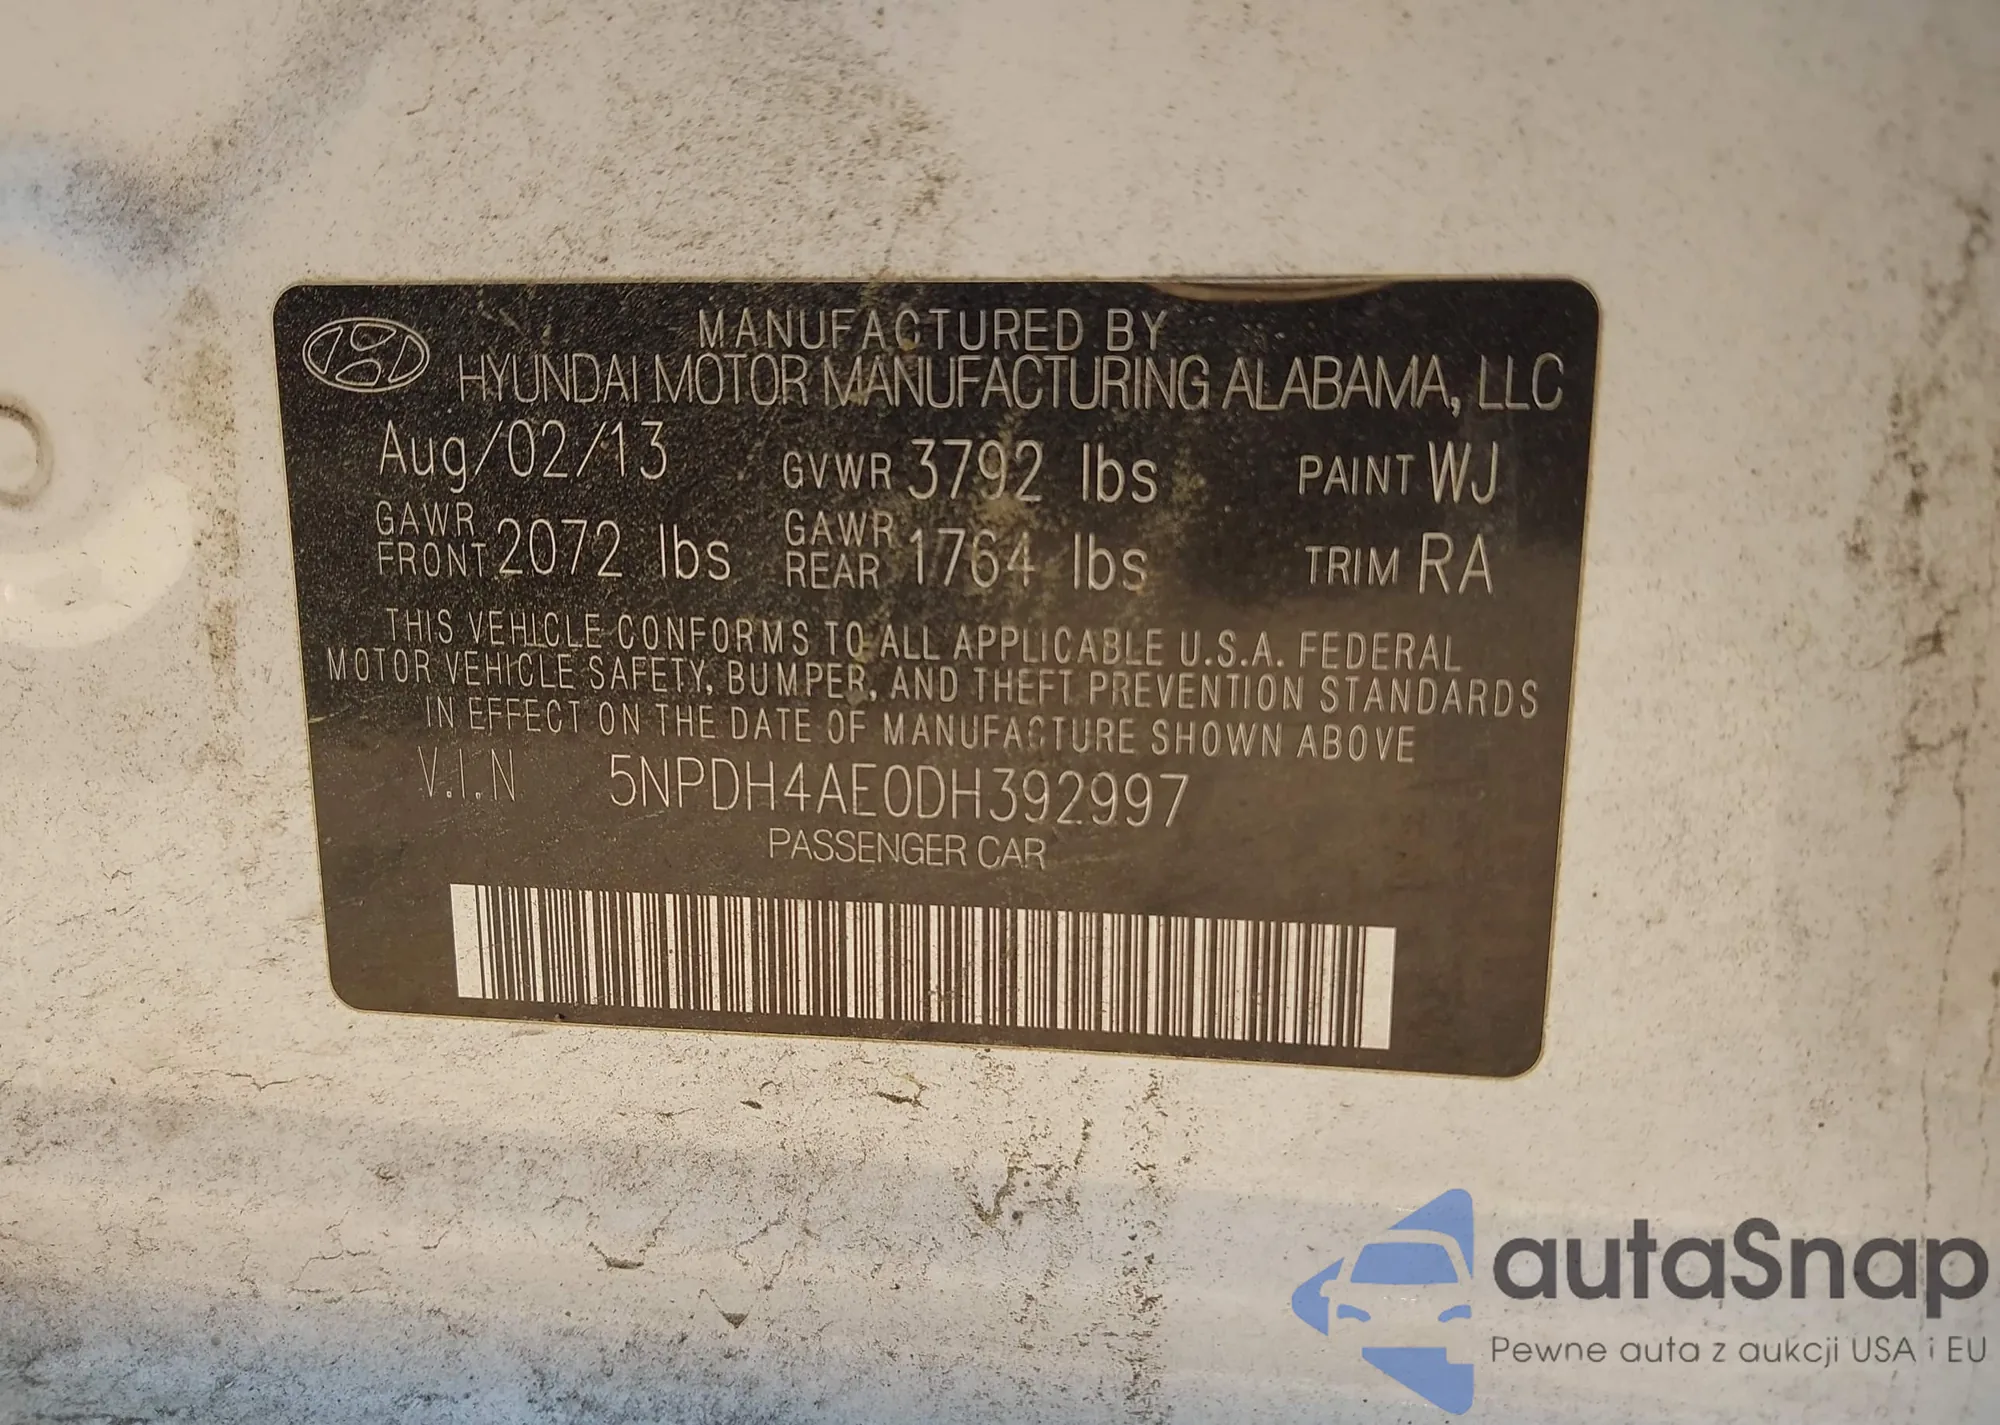 MANUFACTURED BY
HYUNDAI MOTOR MANUFACTURING ALABAMA, LLC
Aug/02/13 GVWR 3792 lbs PAINT WJ
GAWR FRONT 2072 lbs GAWR REAR 1764 lbs TRIM RA
THIS VEHICLE CONFORMS TO ALL APPLICABLE U.S.A. FEDERAL
MOTOR VEHICLE SAFETY, BUMPER, AND THEFT PREVENTION STANDARDS
IN EFFECT ON THE DATE OF MANUFACTURE SHOWN ABOVE
V.I.N 5NPDH4AE0DH392997
PASSENGER CAR
autaSnap
Pewne auta z aukcji USA i EU